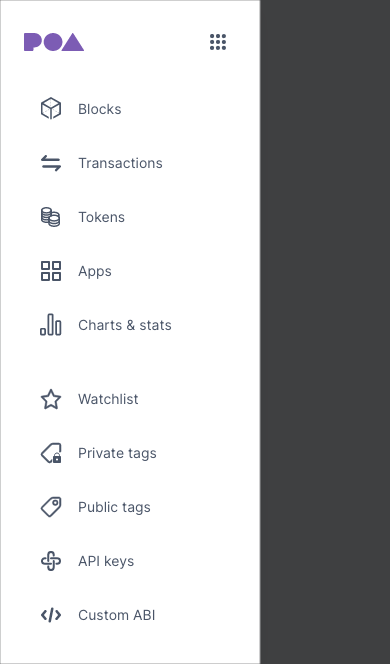 POA
Blocks
Transactions
Tokens
Apps
Charts & stats
Watchlist
Private tags
Public tags
API keys
Custom ABI